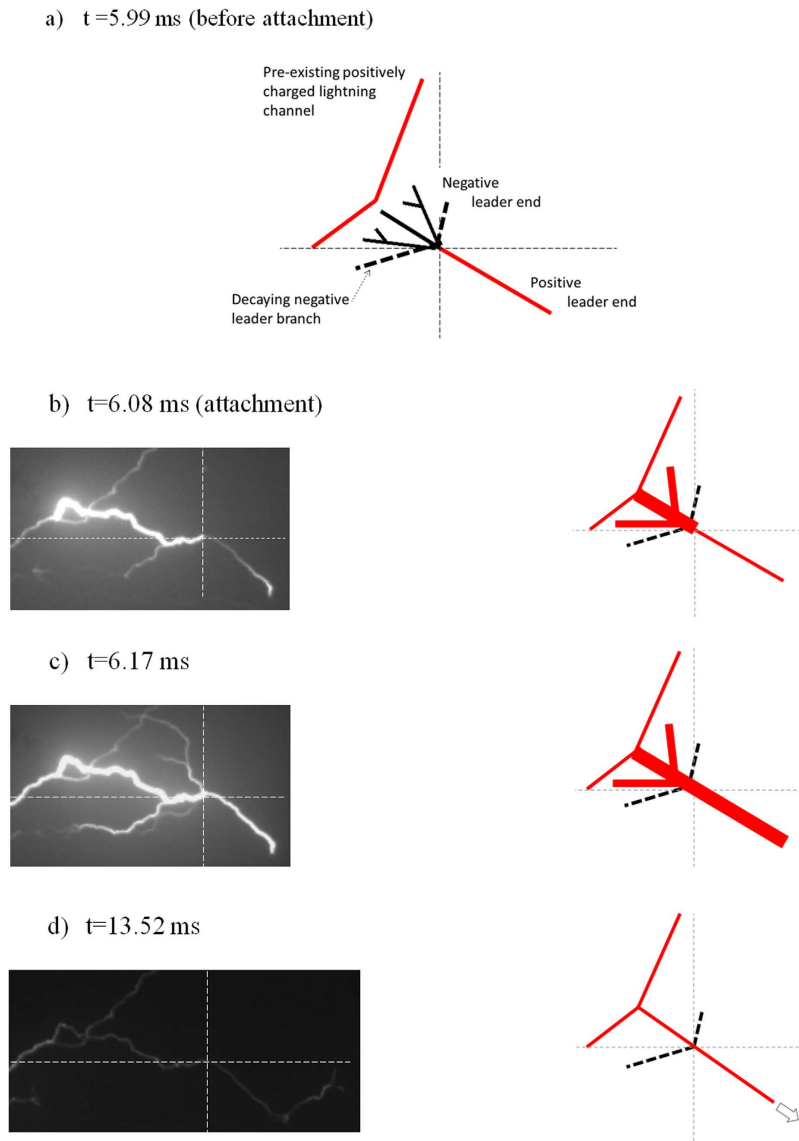 a) t =5.99 ms (before attachment)
Pre-existing positively
charged lightning
channel
Negative
leader end
Positive
leader end
Decaying negative
leader branch
b) t=6.08 ms (attachment)
c) t=6.17 ms
d) t=13.52 ms